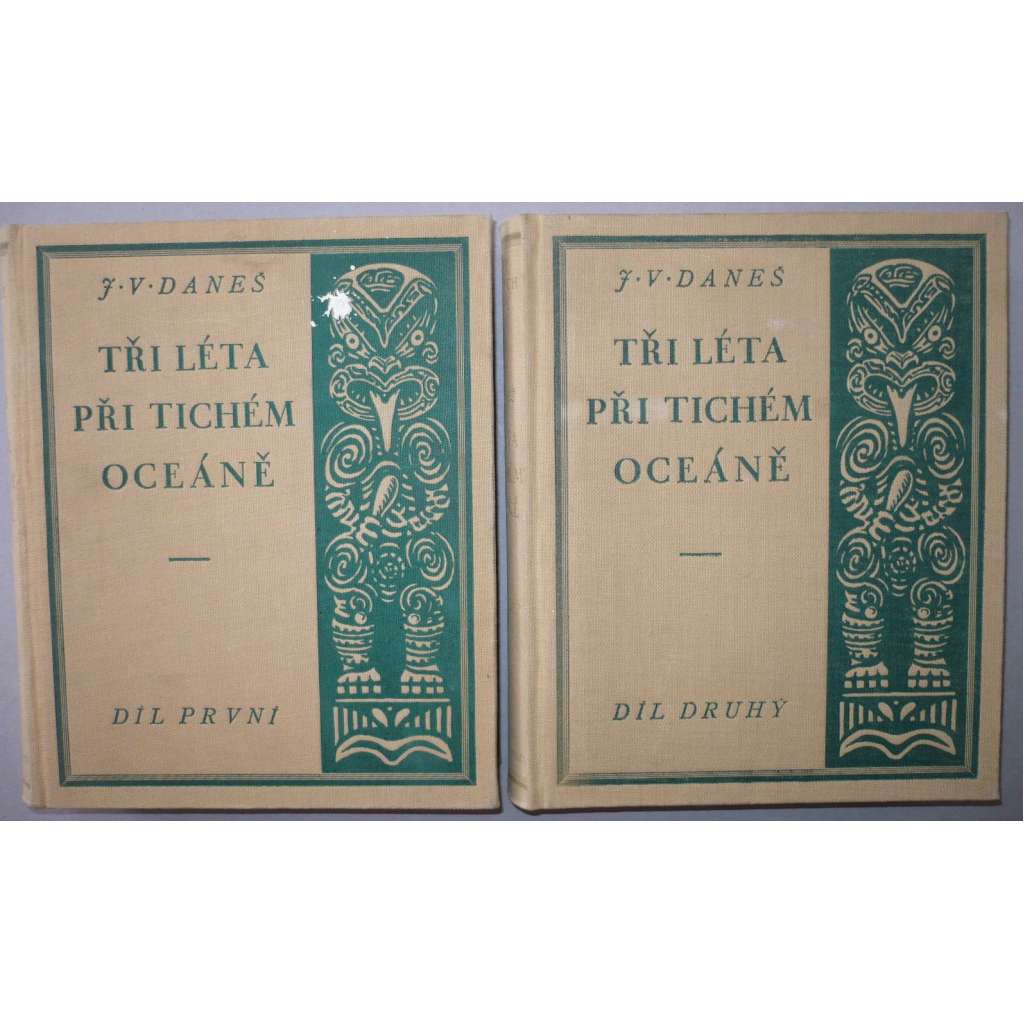 J·V·DANEŠ
TŘI LÉTA
PŘI TICHÉM
OCEÁNĚ
DÍL PRVNÍ
J·V·DANEŠ
TŘI LÉTA
PŘI TICHÉM
OCEÁNĚ
DÍL DRUHÝ